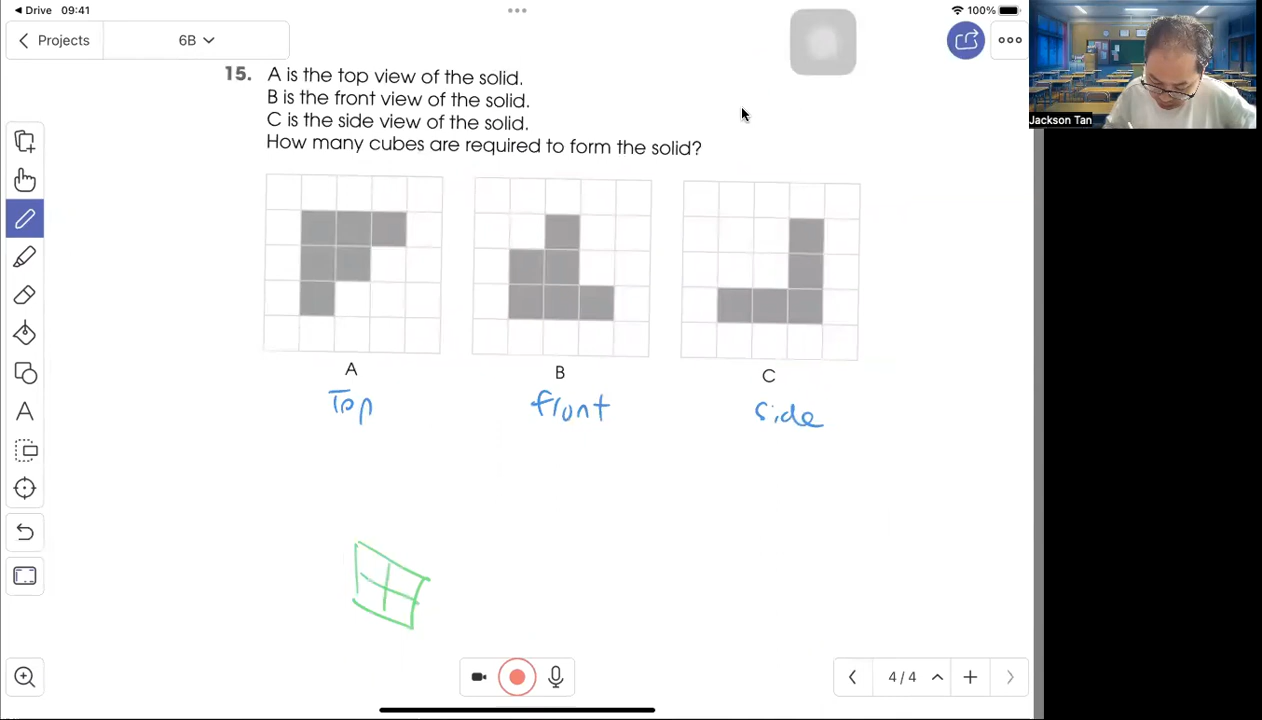 Drive 09:41
100%
Projects
6B
Jackson Tan
15. A is the top view of the solid.
B is the front view of the solid.
C is the side view of the solid.
How many cubes are required to form the solid?
A
B
C
Top
front
side
A
4/4